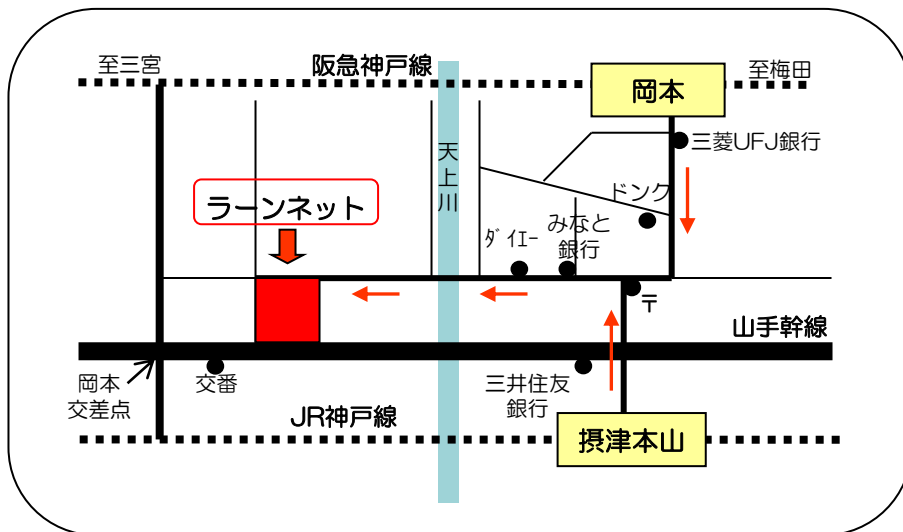 至三宮
阪急神戸線
至梅田
岡本
三菱UFJ銀行
天上川
ドンク
ラーンネット
みなと
銀行
ダイエー
〒
山手幹線
岡本
交差点
交番
三井住友
銀行
JR神戸線
摂津本山